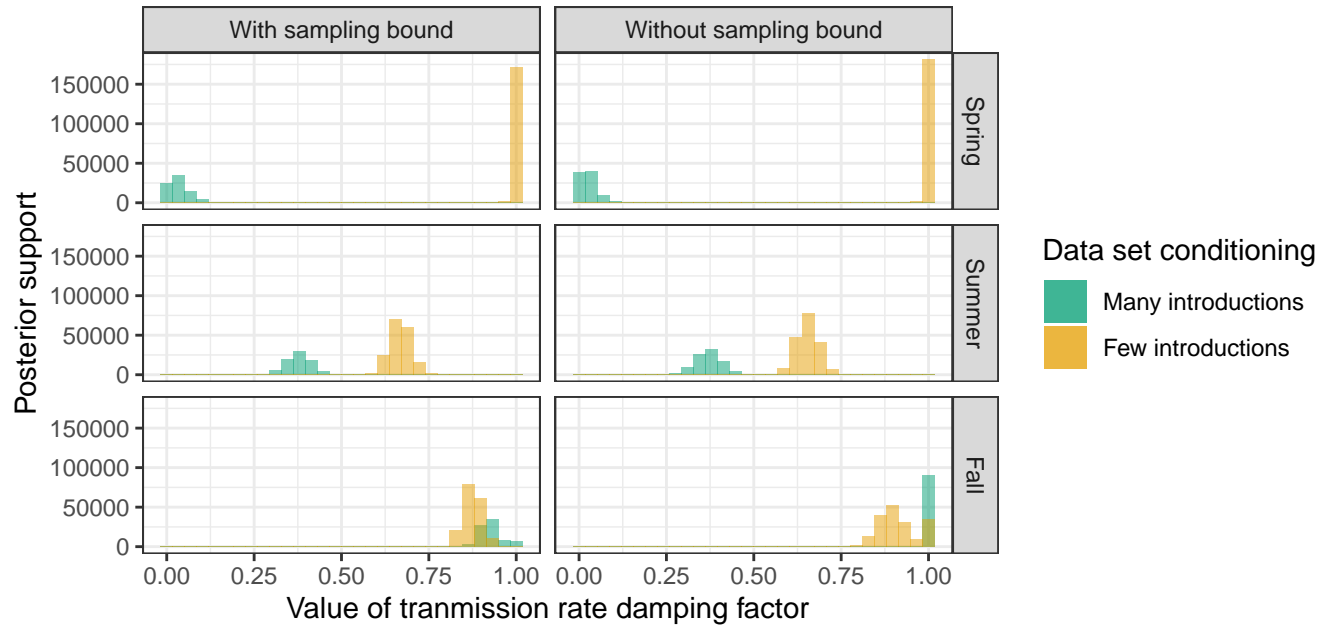 With sampling bound
Without sampling bound
150000
100000
50000
0
Spring
150000
100000
50000
0
Summer
150000
100000
50000
0
Fall
Posterior support
0.00 0.25 0.50 0.75 1.00
0.00 0.25 0.50 0.75 1.00
Value of tranmission rate damping factor
Data set conditioning
Many introductions
Few introductions